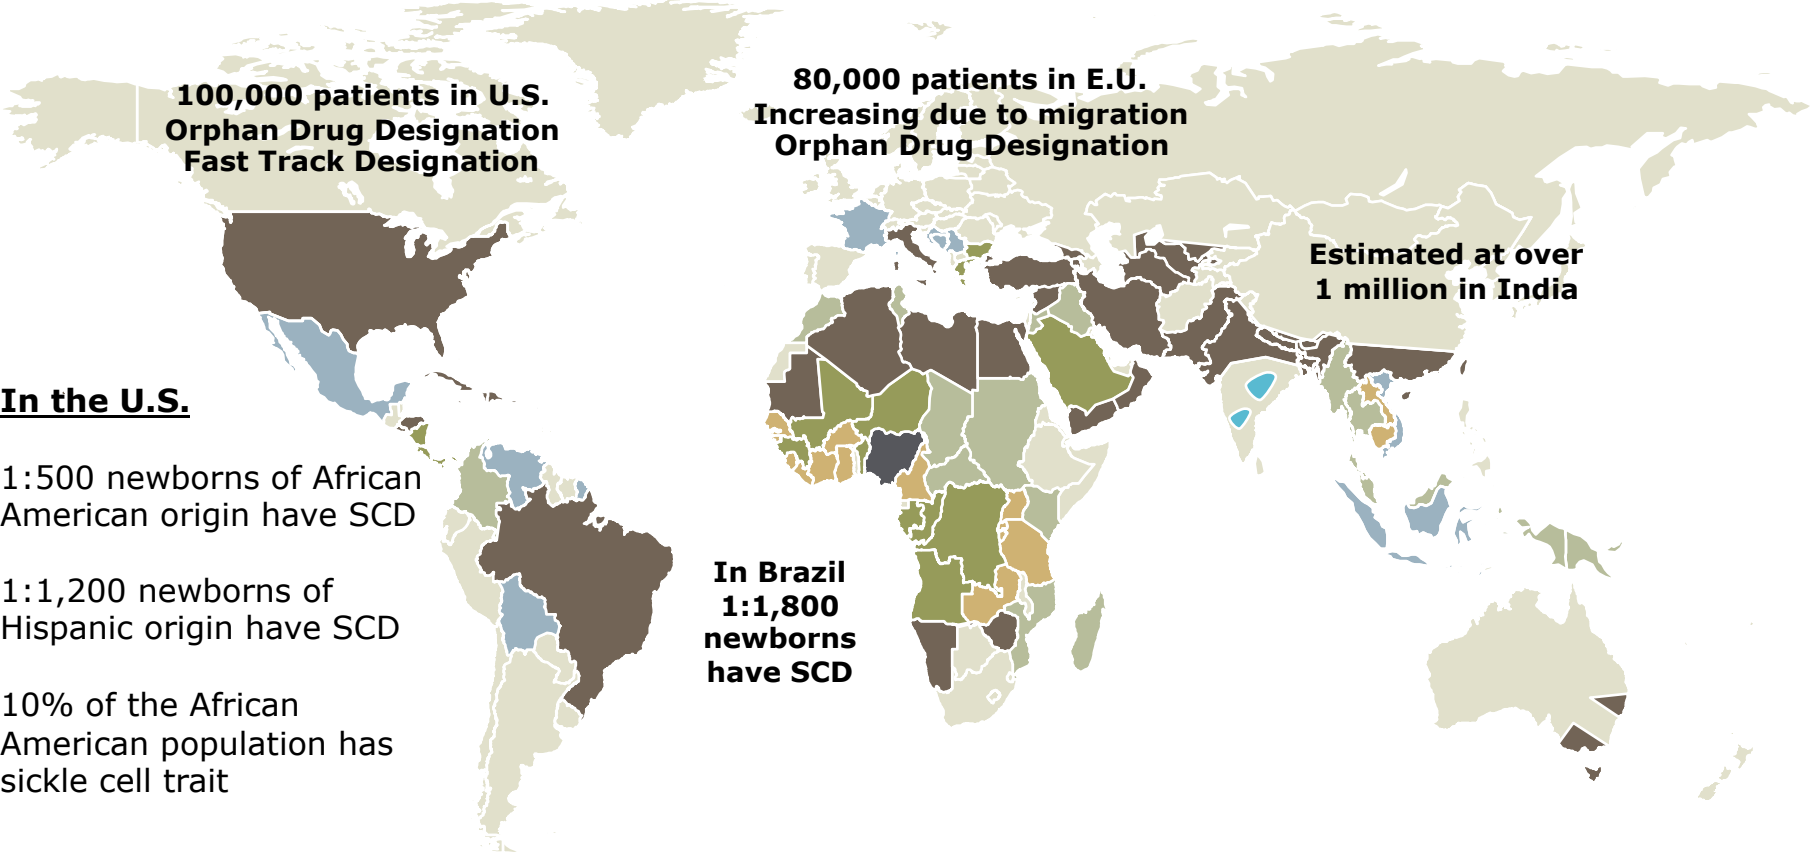 100,000 patients in U.S.
Orphan Drug Designation
Fast Track Designation
80,000 patients in E.U.
Increasing due to migration
Orphan Drug Designation
Estimated at over
1 million in India
In the U.S.
1:500 newborns of African
American origin have SCD
1:1,200 newborns of
Hispanic origin have SCD
10% of the African
American population has
sickle cell trait
In Brazil
1:1,800
newborns
have SCD